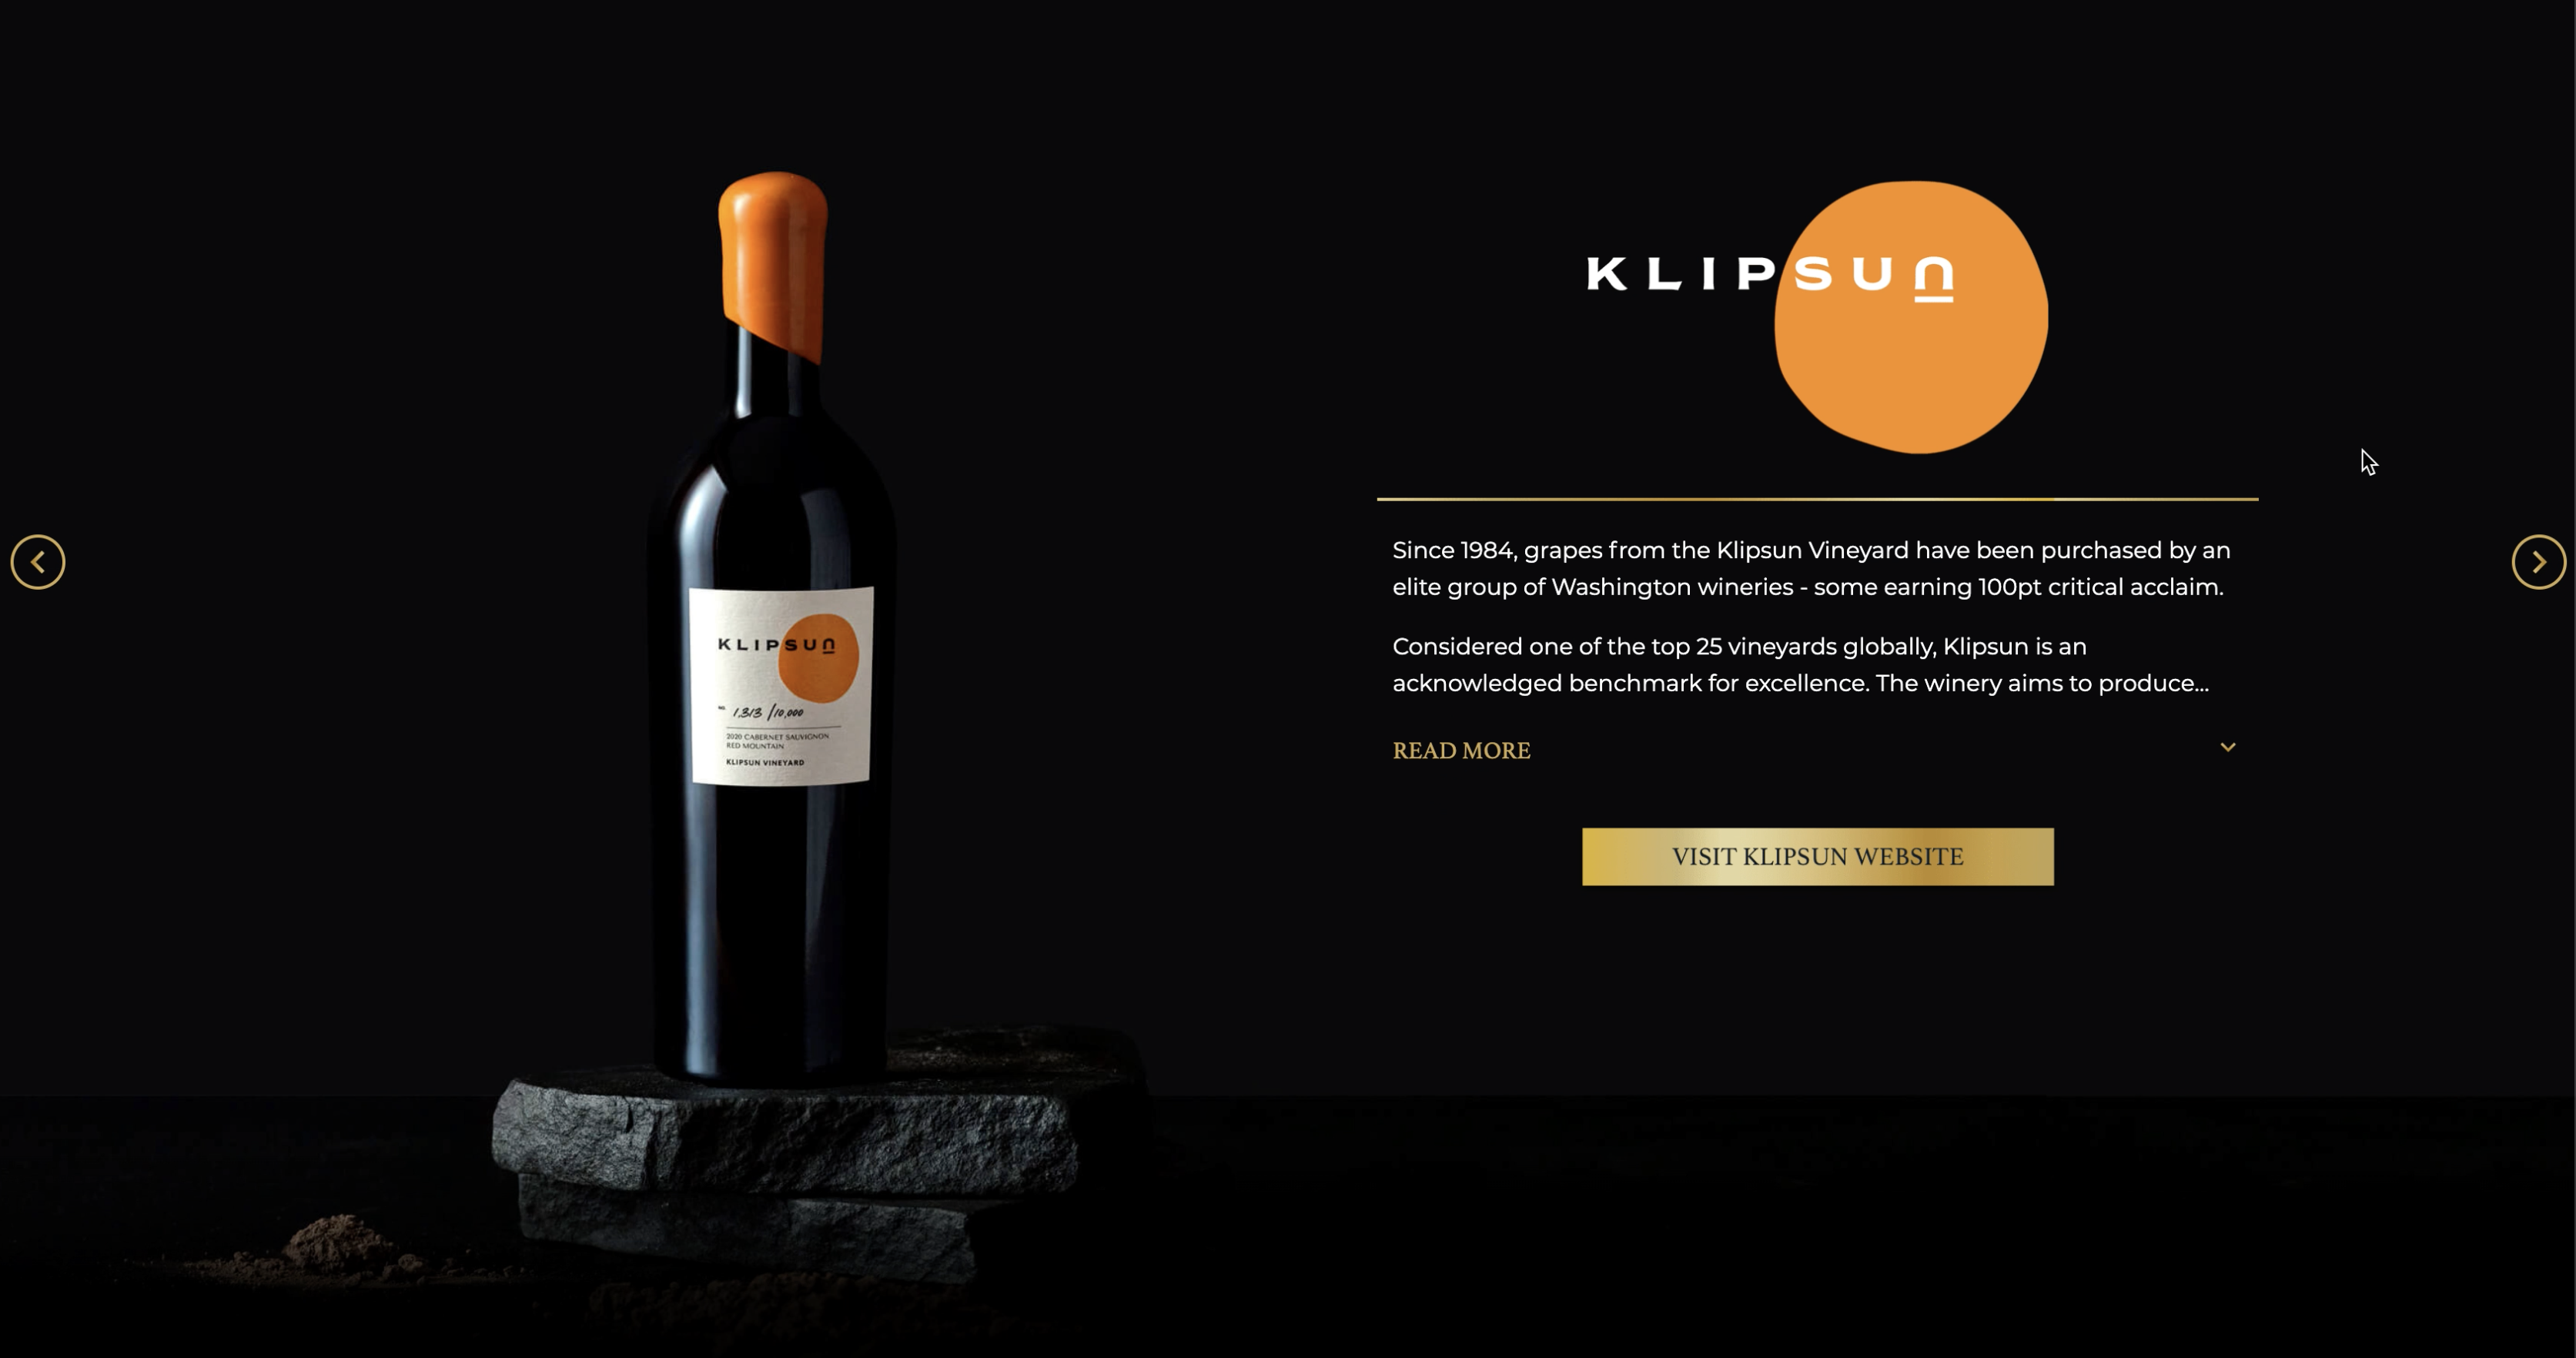 KLIPSUN
Since 1984, grapes from the Klipsun Vineyard have been purchased by an
elite group of Washington wineries - some earning 100pt critical acclaim.
Considered one of the top 25 vineyards globally, Klipsun is an
acknowledged benchmark for excellence. The winery aims to produce...
READ MORE
VISIT KLIPSUN WEBSITE
KLIPSUN
1,313 / 10,000
2020 CABERNET SAUVIGNON
RED MOUNTAIN
KLIPSUN VINEYARD